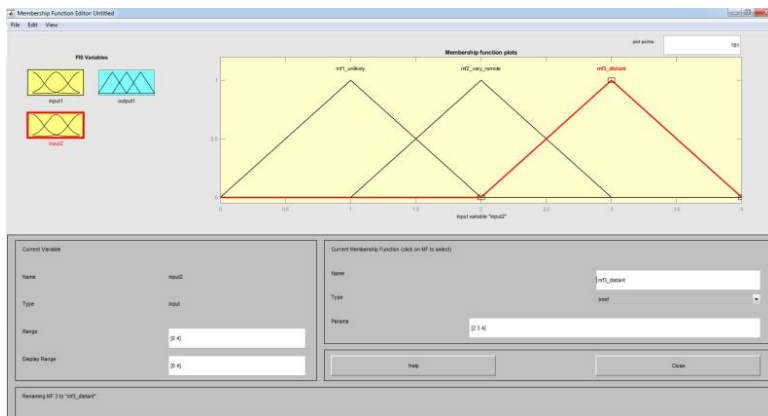 Membership Function Editor: Untitled
File Edit View
FIS Variables
plot points: 181
Membership function plots
mf1_unlikely mf2_very_remote mf3_distant
input1 output1
input2
1
0.5
0
0 0.5 1 1.5 2 2.5 3 3.5 4
input variable "input2"
Current Variable
Name input2
Type input
Range [0 4]
Display Range [0 4]
Current Membership Function (click on MF to select)
Name mf3_distant
Type trimf
Params [2 3 4]
Help Close
Renaming MF 3 to "mf3_distant"